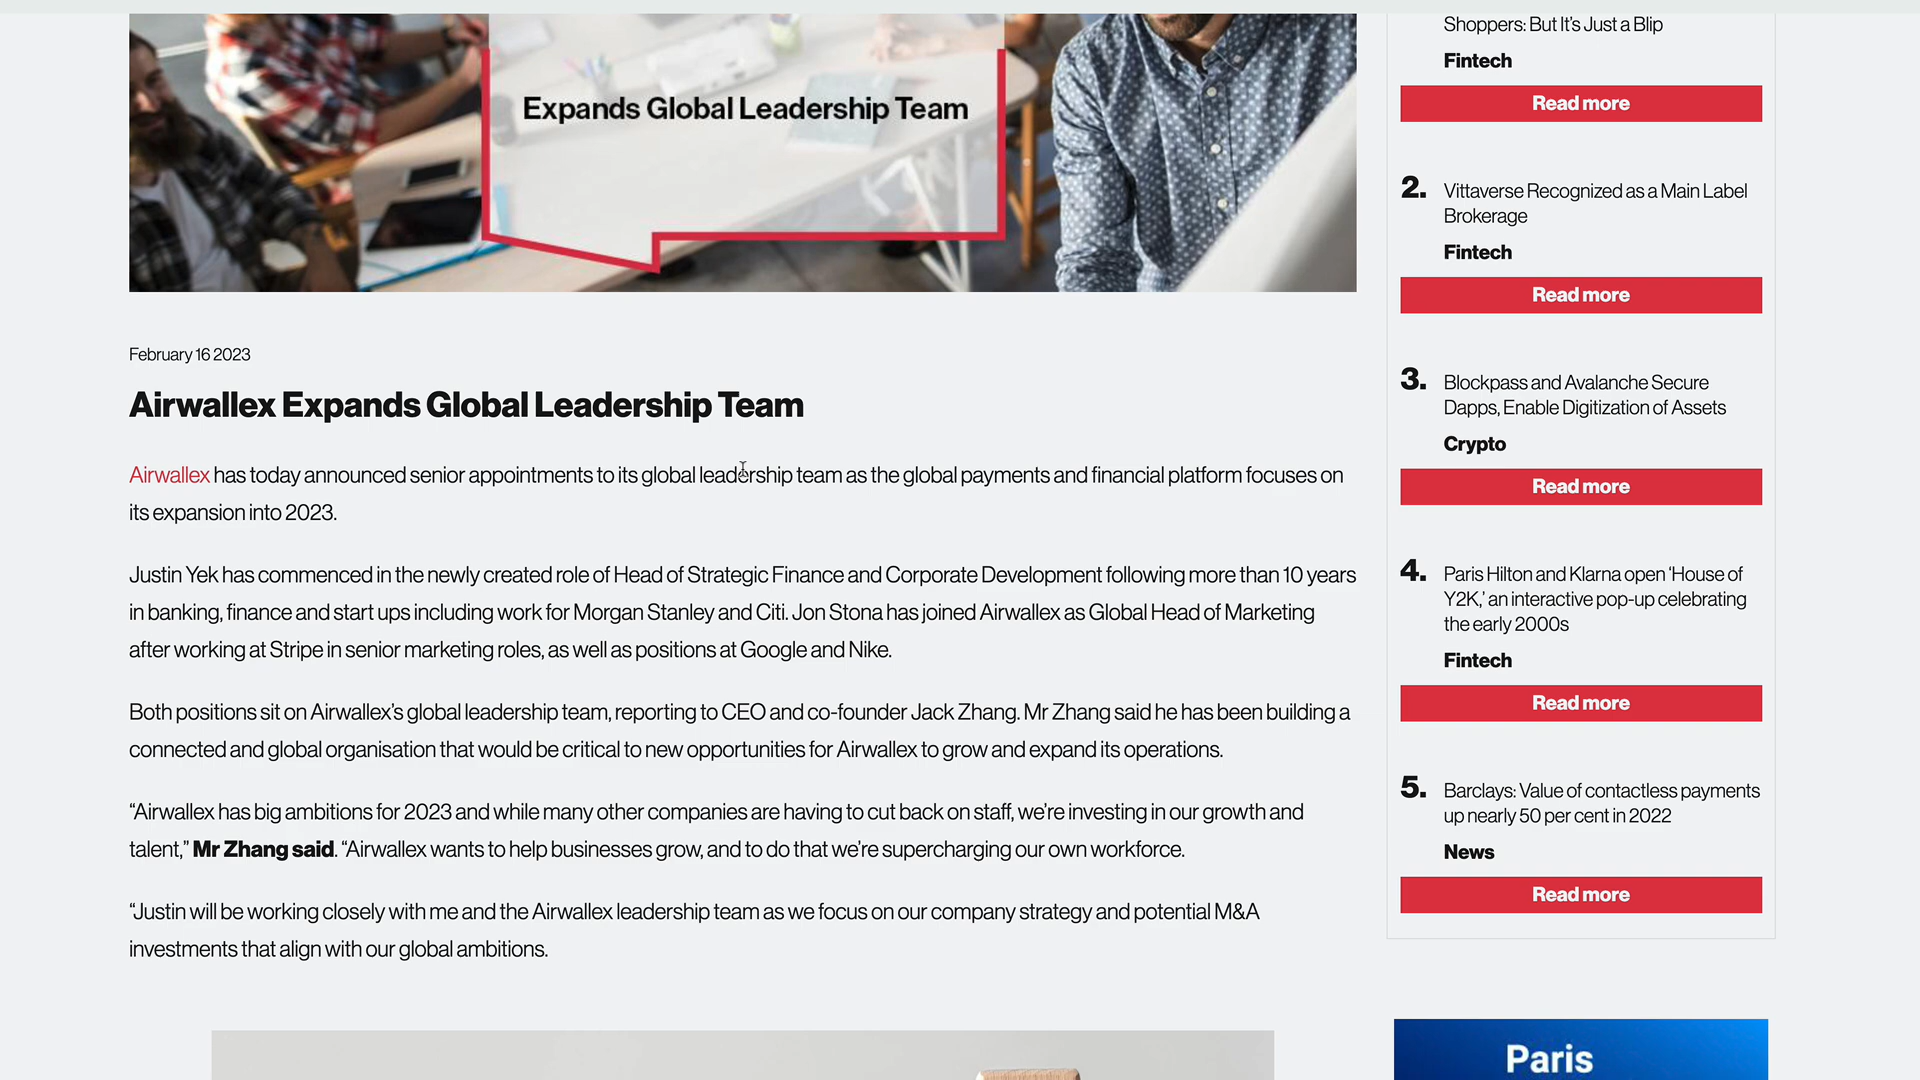 Expands Global Leadership Team
February 16 2023
Airwallex Expands Global Leadership Team
Airwallex has today announced senior appointments to its global leadership team as the global payments and financial platform focuses on
its expansion into 2023.
Justin Yek has commenced in the newly created role of Head of Strategic Finance and Corporate Development following more than 10 years
in banking, finance and start ups including work for Morgan Stanley and Citi. Jon Stona has joined Airwallex as Global Head of Marketing
after working at Stripe in senior marketing roles, as well as positions at Google and Nike.
Both positions sit on Airwallex’s global leadership team, reporting to CEO and co-founder Jack Zhang. Mr Zhang said he has been building a
connected and global organisation that would be critical to new opportunities for Airwallex to grow and expand its operations.
“Airwallex has big ambitions for 2023 and while many other companies are having to cut back on staff, we’re investing in our growth and
talent,” Mr Zhang said. “Airwallex wants to help businesses grow, and to do that we’re supercharging our own workforce.
“Justin will be working closely with me and the Airwallex leadership team as we focus on our company strategy and potential M&A
investments that align with our global ambitions.
Shoppers: But It’s Just a Blip
Fintech
Read more
2. Vittaverse Recognized as a Main Label
Brokerage
Fintech
Read more
3. Blockpass and Avalanche Secure
Dapps, Enable Digitization of Assets
Crypto
Read more
4. Paris Hilton and Klarna open ‘House of
Y2K,’ an interactive pop-up celebrating
the early 2000s
Fintech
Read more
5. Barclays: Value of contactless payments
up nearly 50 per cent in 2022
News
Read more
Paris